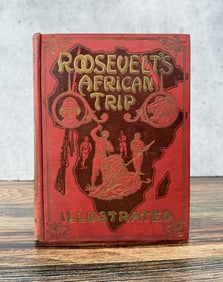 ROOSEVELT'S
AFRICAN
TRIP
ILLUSTRATED